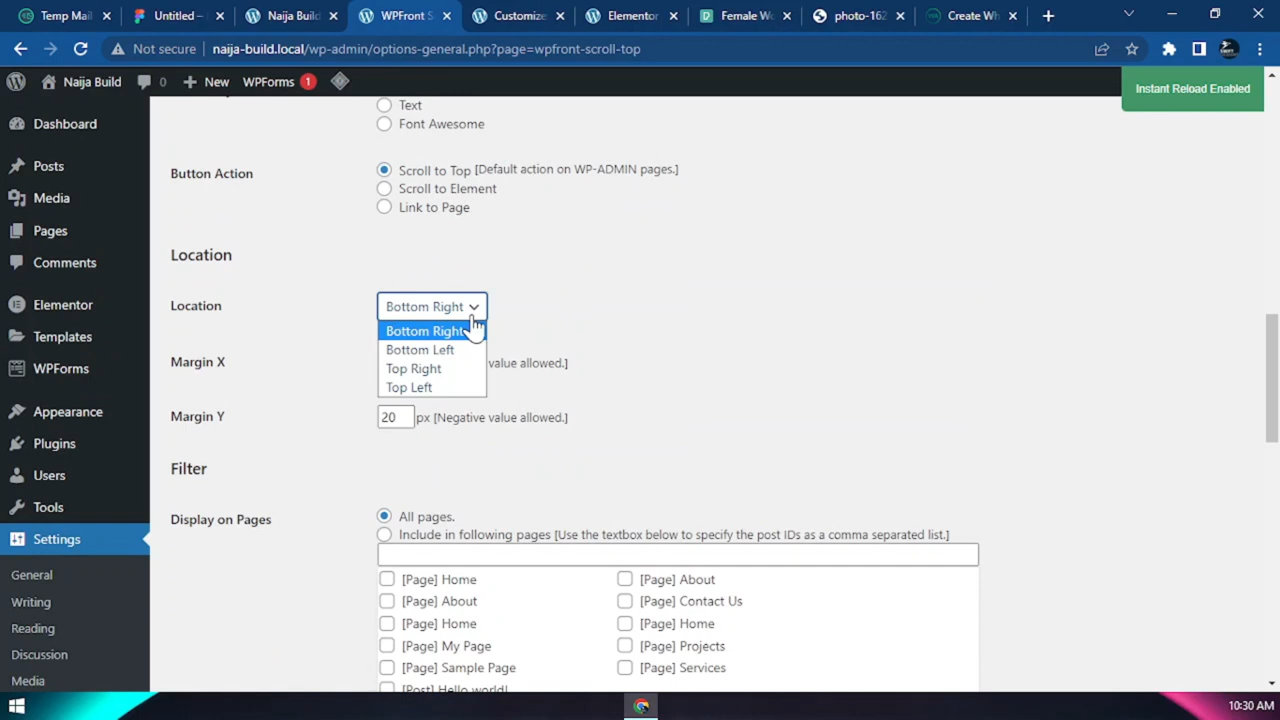 Temp Mail
Untitled –
Naija Build
WPFront S
Customize
Elementor
Female Wo
photo-162
Create Wh
Not secure
naija-build.local/wp-admin/options-general.php?page=wpfront-scroll-top
Naija Build
0
New
WPForms
1
Instant Reload Enabled
Dashboard
Posts
Media
Pages
Comments
Elementor
Templates
WPForms
Appearance
Plugins
Users
Tools
Settings
General
Writing
Reading
Discussion
Media
Text
Font Awesome
Button Action
Scroll to Top [Default action on WP-ADMIN pages.]
Scroll to Element
Link to Page
Location
Location
Bottom Right
Bottom Right
Bottom Left
Top Right
Top Left
Margin X
value allowed.]
Margin Y
20 px [Negative value allowed.]
Filter
Display on Pages
All pages.
Include in following pages [Use the textbox below to specify the post IDs as a comma separated list.]
[Page] Home
[Page] About
[Page] About
[Page] Contact Us
[Page] Home
[Page] Home
[Page] My Page
[Page] Projects
[Page] Sample Page
[Page] Services
[Post] Hello world!
10:30 AM